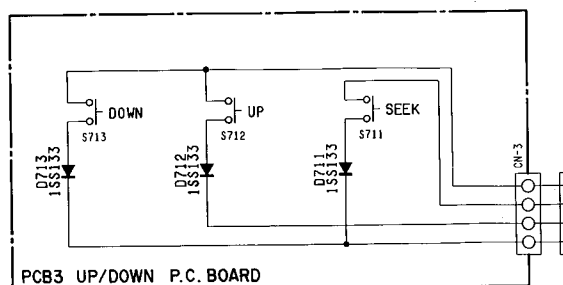 DOWN
S713
UP
S712
SEEK
S711
D713
1SS133
D712
1SS133
D711
1SS133
CN-3
PCB3 UP/DOWN P.C. BOARD